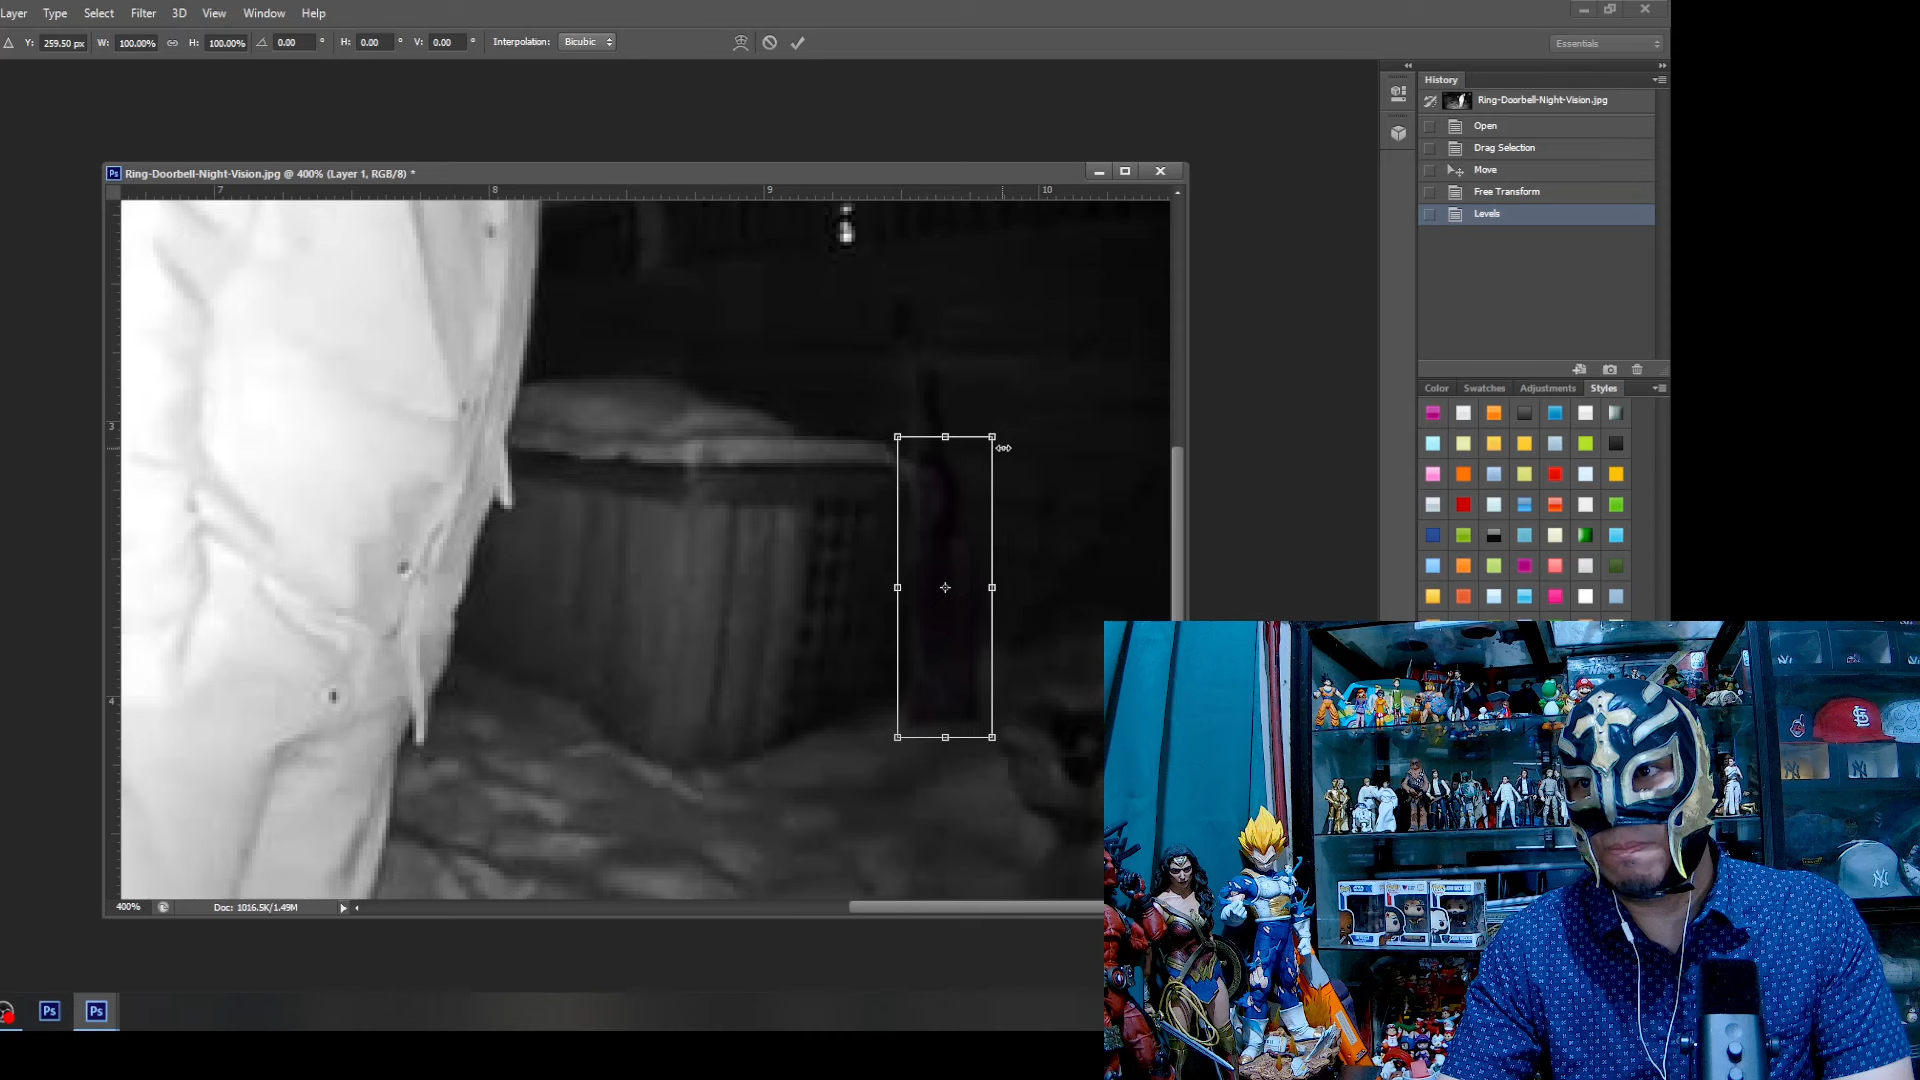 Layer Type Select Filter 3D View Window Help
Y: 259.50 px W: 100.00% H: 100.00% 0.00 ° H: 0.00 ° V: 0.00 ° Interpolation: Bicubic
Essentials
History
Ring-Doorbell-Night-Vision.jpg
Open
Drag Selection
Move
Free Transform
Levels
Ps Ring-Doorbell-Night-Vision.jpg @ 400% (Layer 1, RGB/8) *
7 8 9 10
3
4
Color Swatches Adjustments Styles
400% Doc: 1016.5K/1.49M
Ps Ps